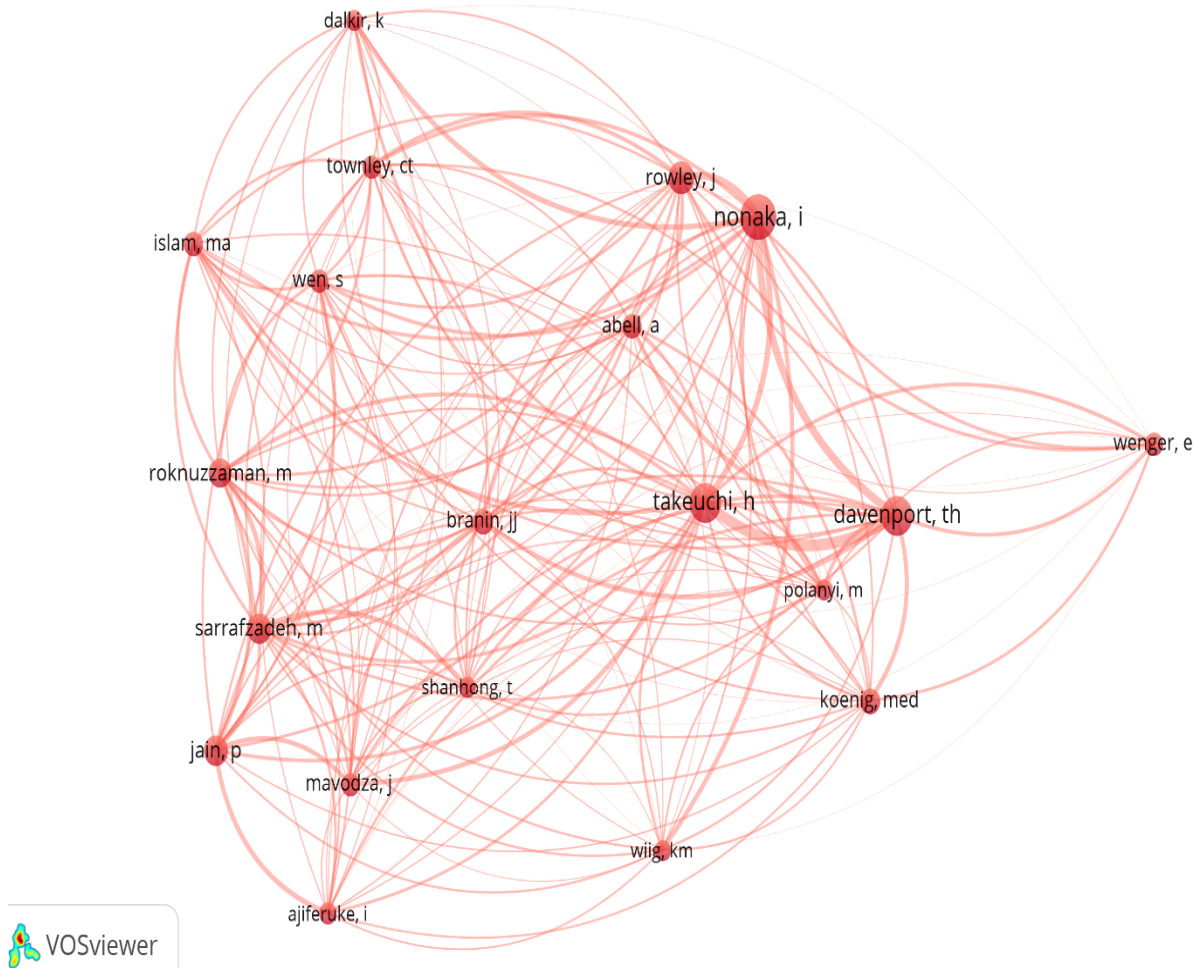 dalkir, k
townley, ct
rowley, j
nonaka, i
islam, ma
wen, s
abell, a
wenger, e
roknuzzaman, m
takeuchi, h
davenport, th
branin, jj
polanyi, m
sarrafzadeh, m
shanhong, t
koenig, med
jain, p
mavodza, j
wiig, km
ajiferuke, i
VOSviewer